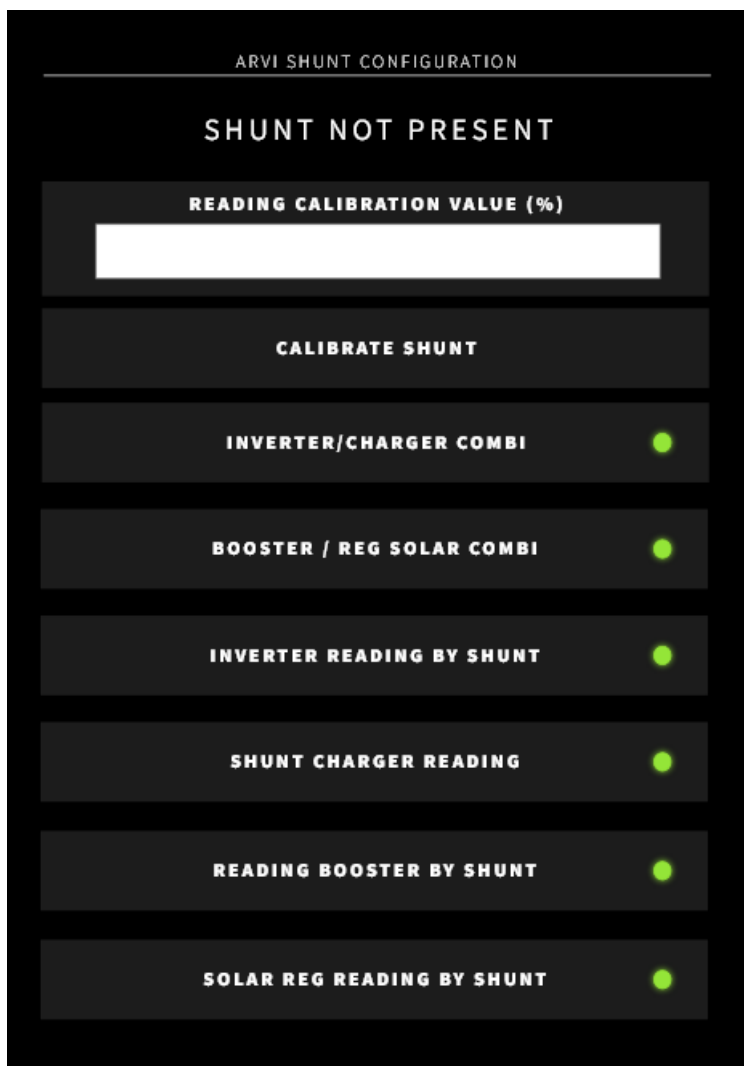 ARVI SHUNT CONFIGURATION
SHUNT NOT PRESENT
READING CALIBRATION VALUE (%)
CALIBRATE SHUNT
INVERTER/CHARGER COMBI
BOOSTER / REG SOLAR COMBI
INVERTER READING BY SHUNT
SHUNT CHARGER READING
READING BOOSTER BY SHUNT
SOLAR REG READING BY SHUNT